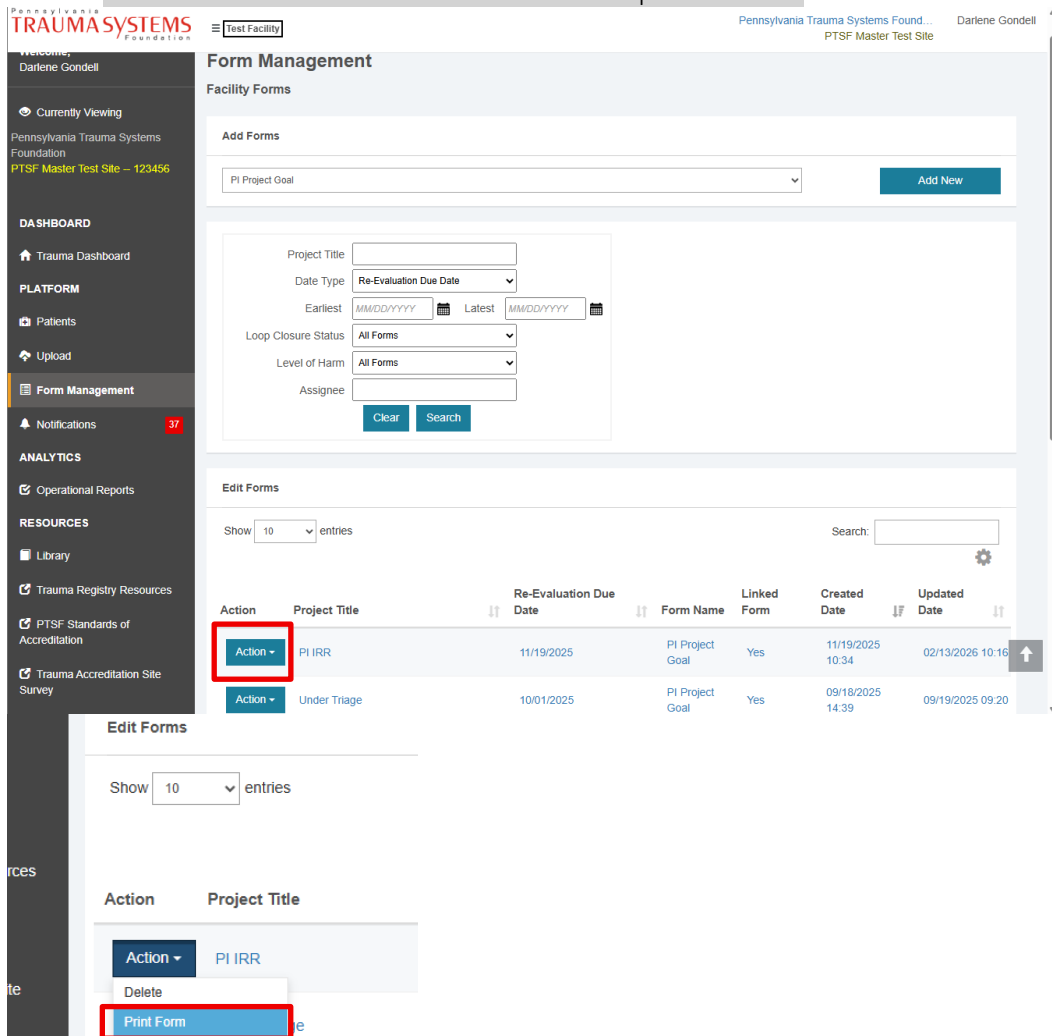 Pennsylvania
TRAUMA SYSTEMS
Foundation
Test Facility
Pennsylvania Trauma Systems Found...
Darlene Gondell
PTSF Master Test Site
Welcome,
Darlene Gondell
Currently Viewing
Pennsylvania Trauma Systems
Foundation
PTSF Master Test Site -- 123456
DASHBOARD
Trauma Dashboard
PLATFORM
Patients
Upload
Form Management
Notifications 37
ANALYTICS
Operational Reports
RESOURCES
Library
Trauma Registry Resources
PTSF Standards of
Accreditation
Trauma Accreditation Site
Survey
Form Management
Facility Forms
Add Forms
PI Project Goal
Add New
Project Title
Date Type Re-Evaluation Due Date
Earliest MM/DD/YYYY Latest MM/DD/YYYY
Loop Closure Status All Forms
Level of Harm All Forms
Assignee
Clear Search
Edit Forms
Show 10 entries
Search:
Action Project Title Re-Evaluation Due Date Form Name Linked Form Created Date Updated Date
Action PI IRR 11/19/2025 PI Project Goal Yes 11/19/2025 10:34 02/13/2026 10:16
Action Under Triage 10/01/2025 PI Project Goal Yes 09/18/2025 14:39 09/19/2025 09:20
Edit Forms
Show 10 entries
rces
Action Project Title
Action PI IRR
te
Delete
Print Form
ge